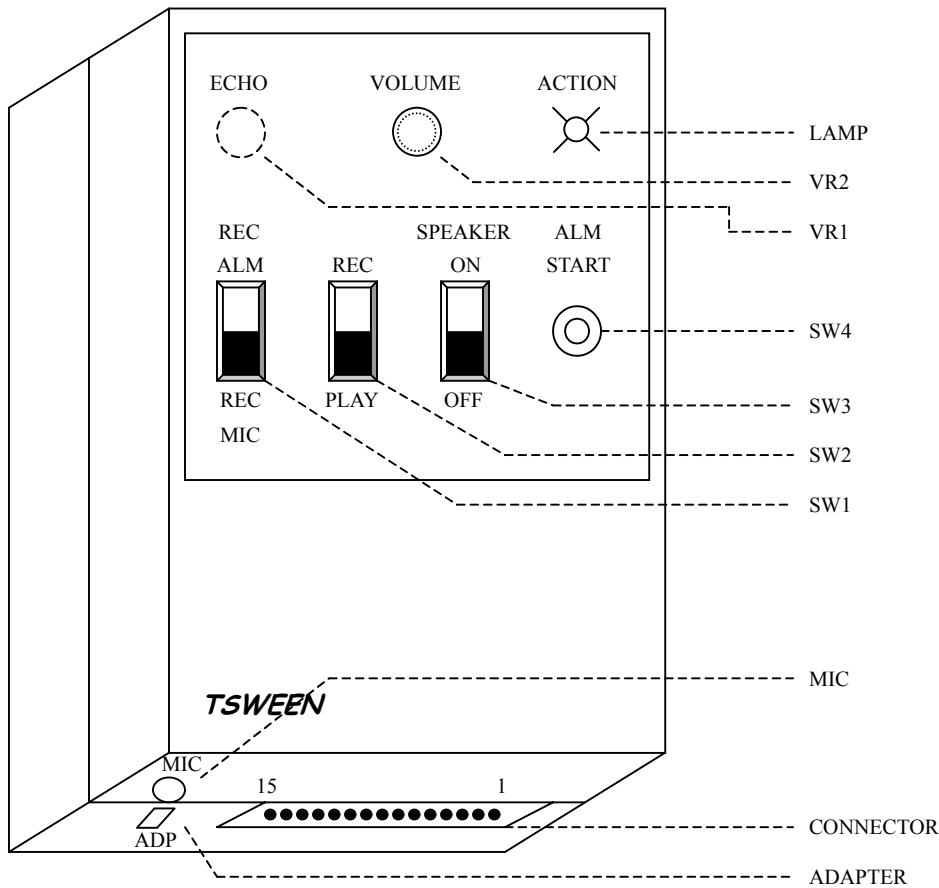 ECHO VOLUME ACTION
LAMP
VR2
VR1
REC SPEAKER ALM
ALM REC ON START
SW4
REC PLAY OFF
SW3
MIC
SW2
SW1
MIC
TSWEEN
MIC
15 1
ADP
CONNECTOR
ADAPTER